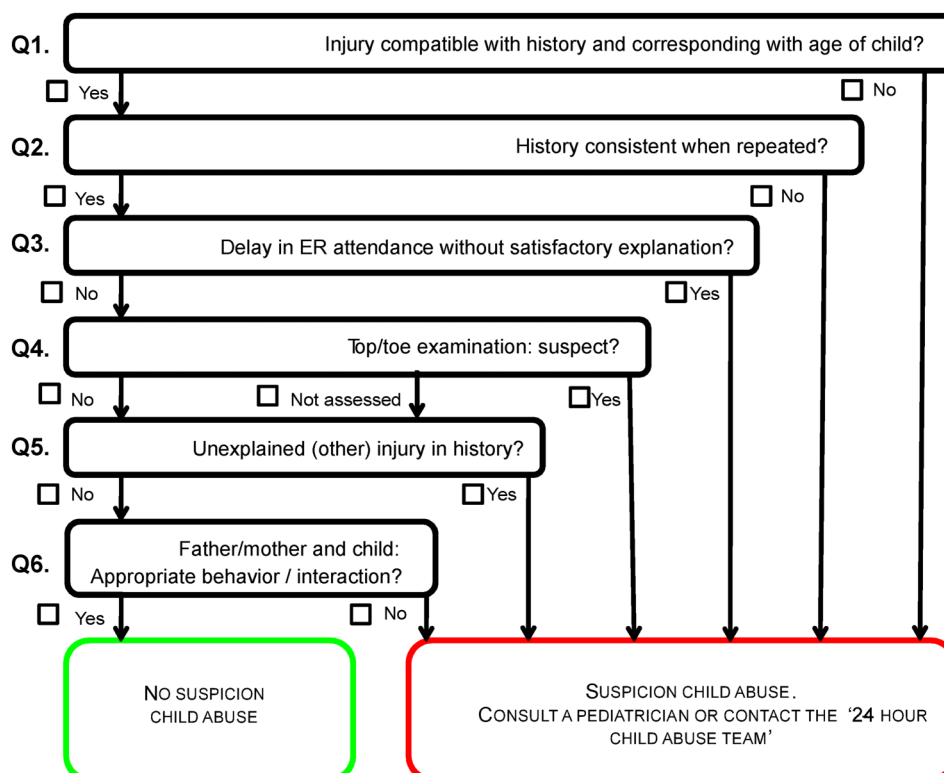 Q1. Injury compatible with history and corresponding with age of child?
Yes No
Q2. History consistent when repeated?
Yes No
Q3. Delay in ER attendance without satisfactory explanation?
No Yes
Q4. Top/toe examination: suspect?
No Not assessed Yes
Q5. Unexplained (other) injury in history?
No Yes
Q6. Father/mother and child:
Appropriate behavior / interaction?
Yes No
NO SUSPICION
CHILD ABUSE
SUSPICION CHILD ABUSE.
CONSULT A PEDIATRICIAN OR CONTACT THE ‘24 HOUR
CHILD ABUSE TEAM’